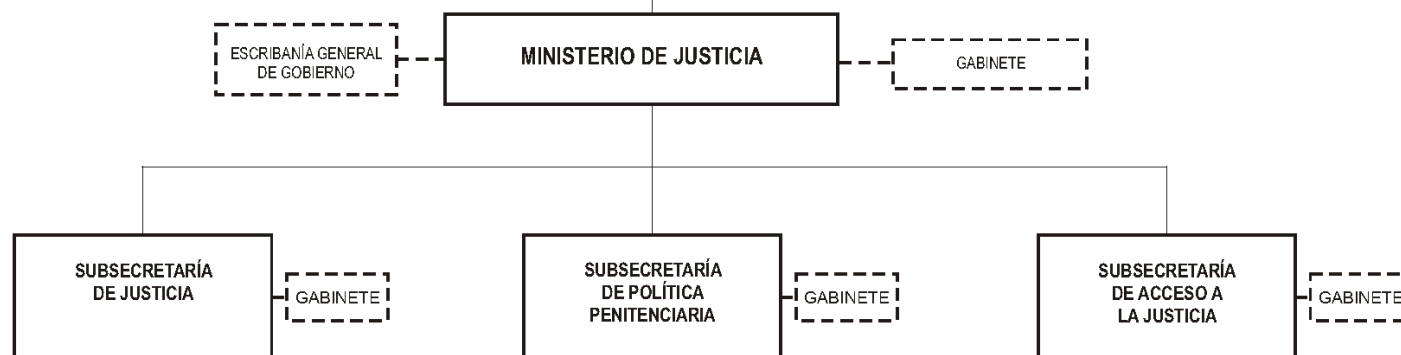 ESCRIBANÍA GENERAL
DE GOBIERNO
MINISTERIO DE JUSTICIA
GABINETE
SUBSECRETARÍA
DE JUSTICIA
GABINETE
SUBSECRETARÍA
DE POLÍTICA
PENITENCIARIA
GABINETE
SUBSECRETARÍA
DE ACCESO A
LA JUSTICIA
GABINETE